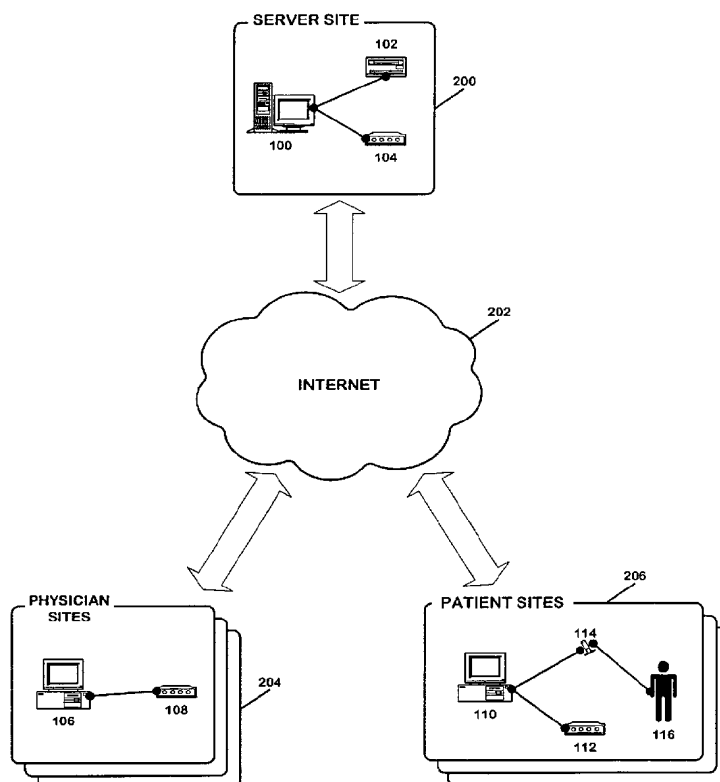 SERVER SITE
102
200
100
104
202
INTERNET
206
PHYSICIAN
SITES
PATIENT SITES
114
204
106
108
110
112
116